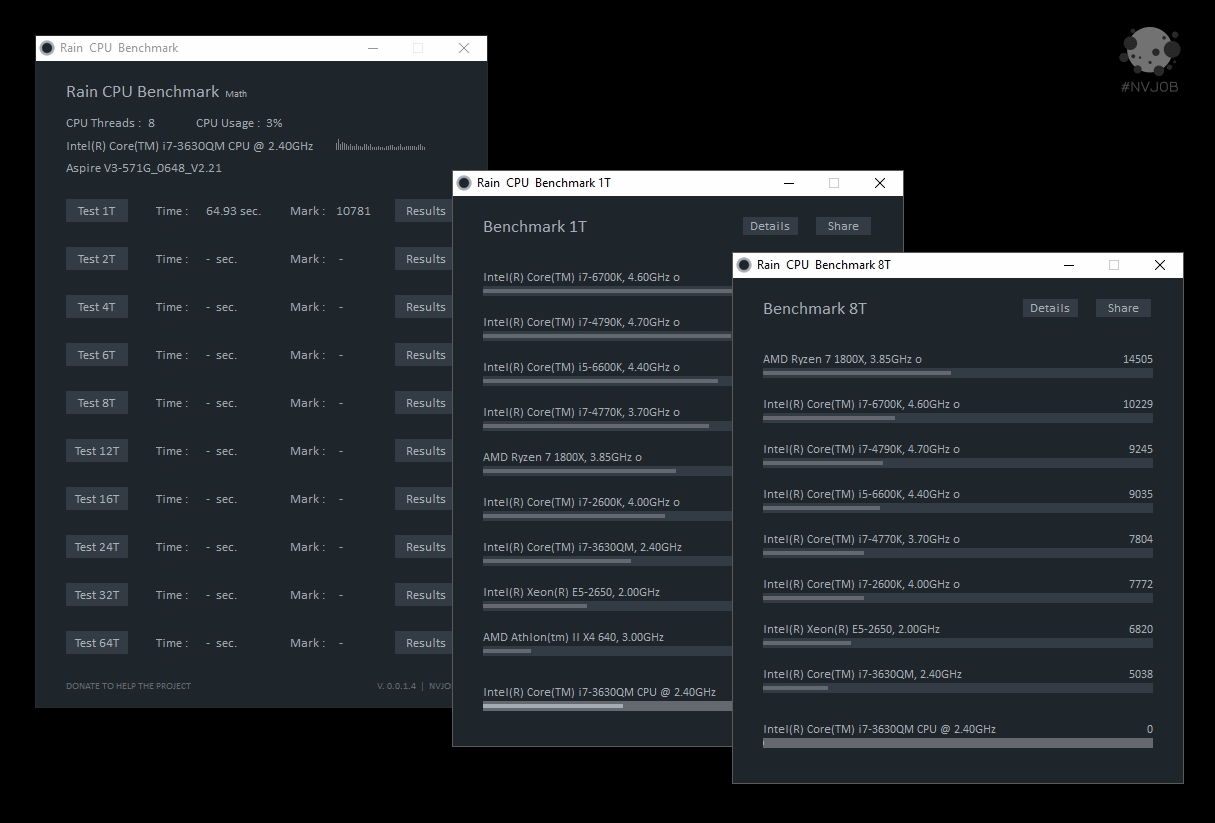 #NVJOB
Rain CPU Benchmark
Rain CPU Benchmark Math
CPU Threads : 8 CPU Usage : 3%
Intel(R) Core(TM) i7-3630QM CPU @ 2.40GHz
Aspire V3-571G_0648_V2.21
Test 1T Time : 64.93 sec. Mark : 10781 Results
Test 2T Time : - sec. Mark : - Results
Test 4T Time : - sec. Mark : - Results
Test 6T Time : - sec. Mark : - Results
Test 8T Time : - sec. Mark : - Results
Test 12T Time : - sec. Mark : - Results
Test 16T Time : - sec. Mark : - Results
Test 24T Time : - sec. Mark : - Results
Test 32T Time : - sec. Mark : - Results
Test 64T Time : - sec. Mark : - Results
DONATE TO HELP THE PROJECT V. 0.0.1.4 | NVJO
Rain CPU Benchmark 1T
Benchmark 1T Details Share
Intel(R) Core(TM) i7-6700K, 4.60GHz o
Intel(R) Core(TM) i7-4790K, 4.70GHz o
Intel(R) Core(TM) i5-6600K, 4.40GHz o
Intel(R) Core(TM) i7-4770K, 3.70GHz o
AMD Ryzen 7 1800X, 3.85GHz o
Intel(R) Core(TM) i7-2600K, 4.00GHz o
Intel(R) Core(TM) i7-3630QM, 2.40GHz
Intel(R) Xeon(R) E5-2650, 2.00GHz
AMD Athlon(tm) II X4 640, 3.00GHz
Intel(R) Core(TM) i7-3630QM CPU @ 2.40GHz
Rain CPU Benchmark 8T
Benchmark 8T Details Share
AMD Ryzen 7 1800X, 3.85GHz o 14505
Intel(R) Core(TM) i7-6700K, 4.60GHz o 10229
Intel(R) Core(TM) i7-4790K, 4.70GHz o 9245
Intel(R) Core(TM) i5-6600K, 4.40GHz o 9035
Intel(R) Core(TM) i7-4770K, 3.70GHz o 7804
Intel(R) Core(TM) i7-2600K, 4.00GHz o 7772
Intel(R) Xeon(R) E5-2650, 2.00GHz 6820
Intel(R) Core(TM) i7-3630QM, 2.40GHz 5038
Intel(R) Core(TM) i7-3630QM CPU @ 2.40GHz 0